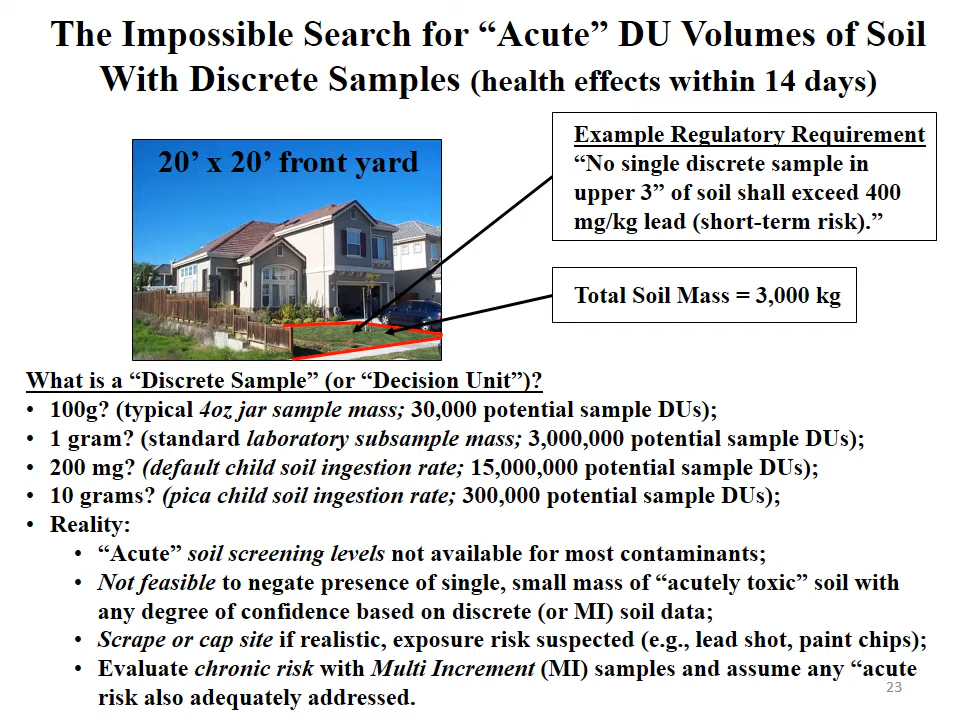 The Impossible Search for “Acute” DU Volumes of Soil
With Discrete Samples (health effects within 14 days)
20’ x 20’ front yard
Example Regulatory Requirement
“No single discrete sample in
upper 3” of soil shall exceed 400
mg/kg lead (short-term risk).”
Total Soil Mass = 3,000 kg
What is a “Discrete Sample” (or “Decision Unit”)?
• 100g? (typical 4oz jar sample mass; 30,000 potential sample DUs);
• 1 gram? (standard laboratory subsample mass; 3,000,000 potential sample DUs);
• 200 mg? (default child soil ingestion rate; 15,000,000 potential sample DUs);
• 10 grams? (pica child soil ingestion rate; 300,000 potential sample DUs);
• Reality:
• “Acute” soil screening levels not available for most contaminants;
• Not feasible to negate presence of single, small mass of “acutely toxic” soil with
any degree of confidence based on discrete (or MI) soil data;
• Scrape or cap site if realistic, exposure risk suspected (e.g., lead shot, paint chips);
• Evaluate chronic risk with Multi Increment (MI) samples and assume any “acute
risk also adequately addressed.
23